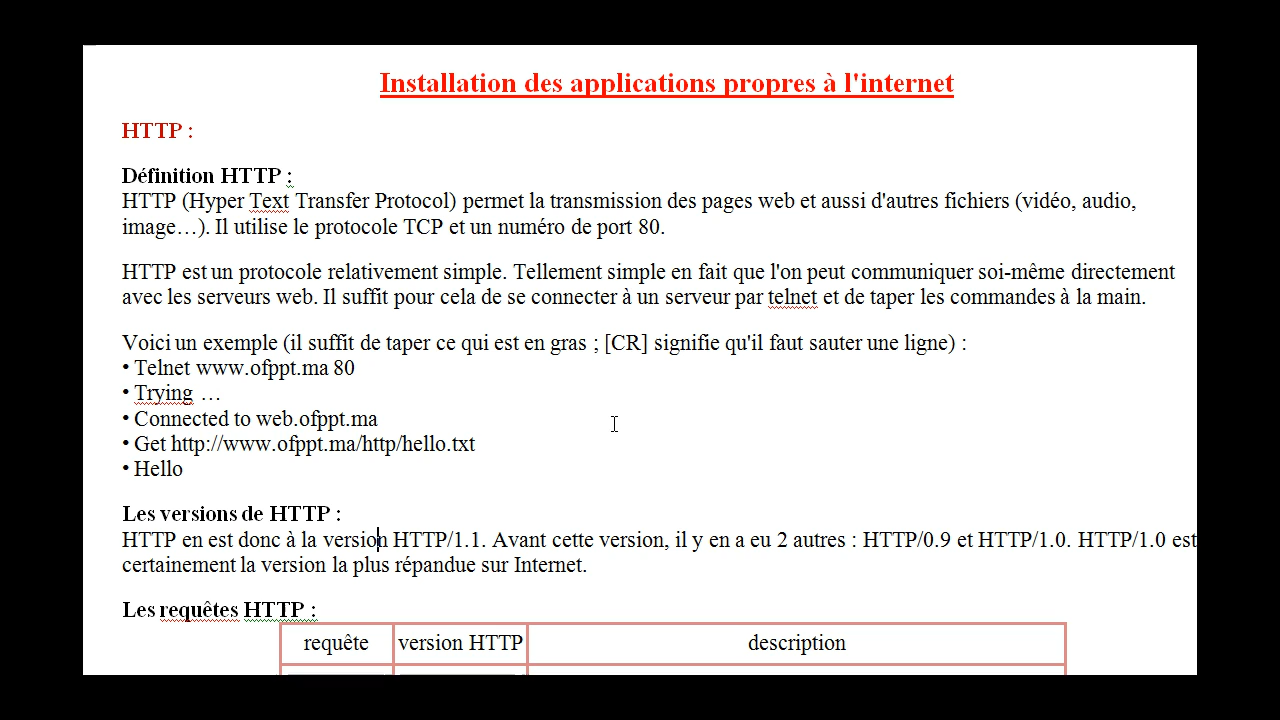 Installation des applications propres à l'internet
HTTP :
Définition HTTP :
HTTP (Hyper Text Transfer Protocol) permet la transmission des pages web et aussi d'autres fichiers (vidéo, audio,
image…). Il utilise le protocole TCP et un numéro de port 80.
HTTP est un protocole relativement simple. Tellement simple en fait que l'on peut communiquer soi-même directement
avec les serveurs web. Il suffit pour cela de se connecter à un serveur par telnet et de taper les commandes à la main.
Voici un exemple (il suffit de taper ce qui est en gras ; [CR] signifie qu'il faut sauter une ligne) :
• Telnet www.ofppt.ma 80
• Trying …
• Connected to web.ofppt.ma
• Get http://www.ofppt.ma/http/hello.txt
• Hello
Les versions de HTTP :
HTTP en est donc à la version HTTP/1.1. Avant cette version, il y en a eu 2 autres : HTTP/0.9 et HTTP/1.0. HTTP/1.0 est
certainement la version la plus répandue sur Internet.
Les requêtes HTTP :
requête version HTTP description